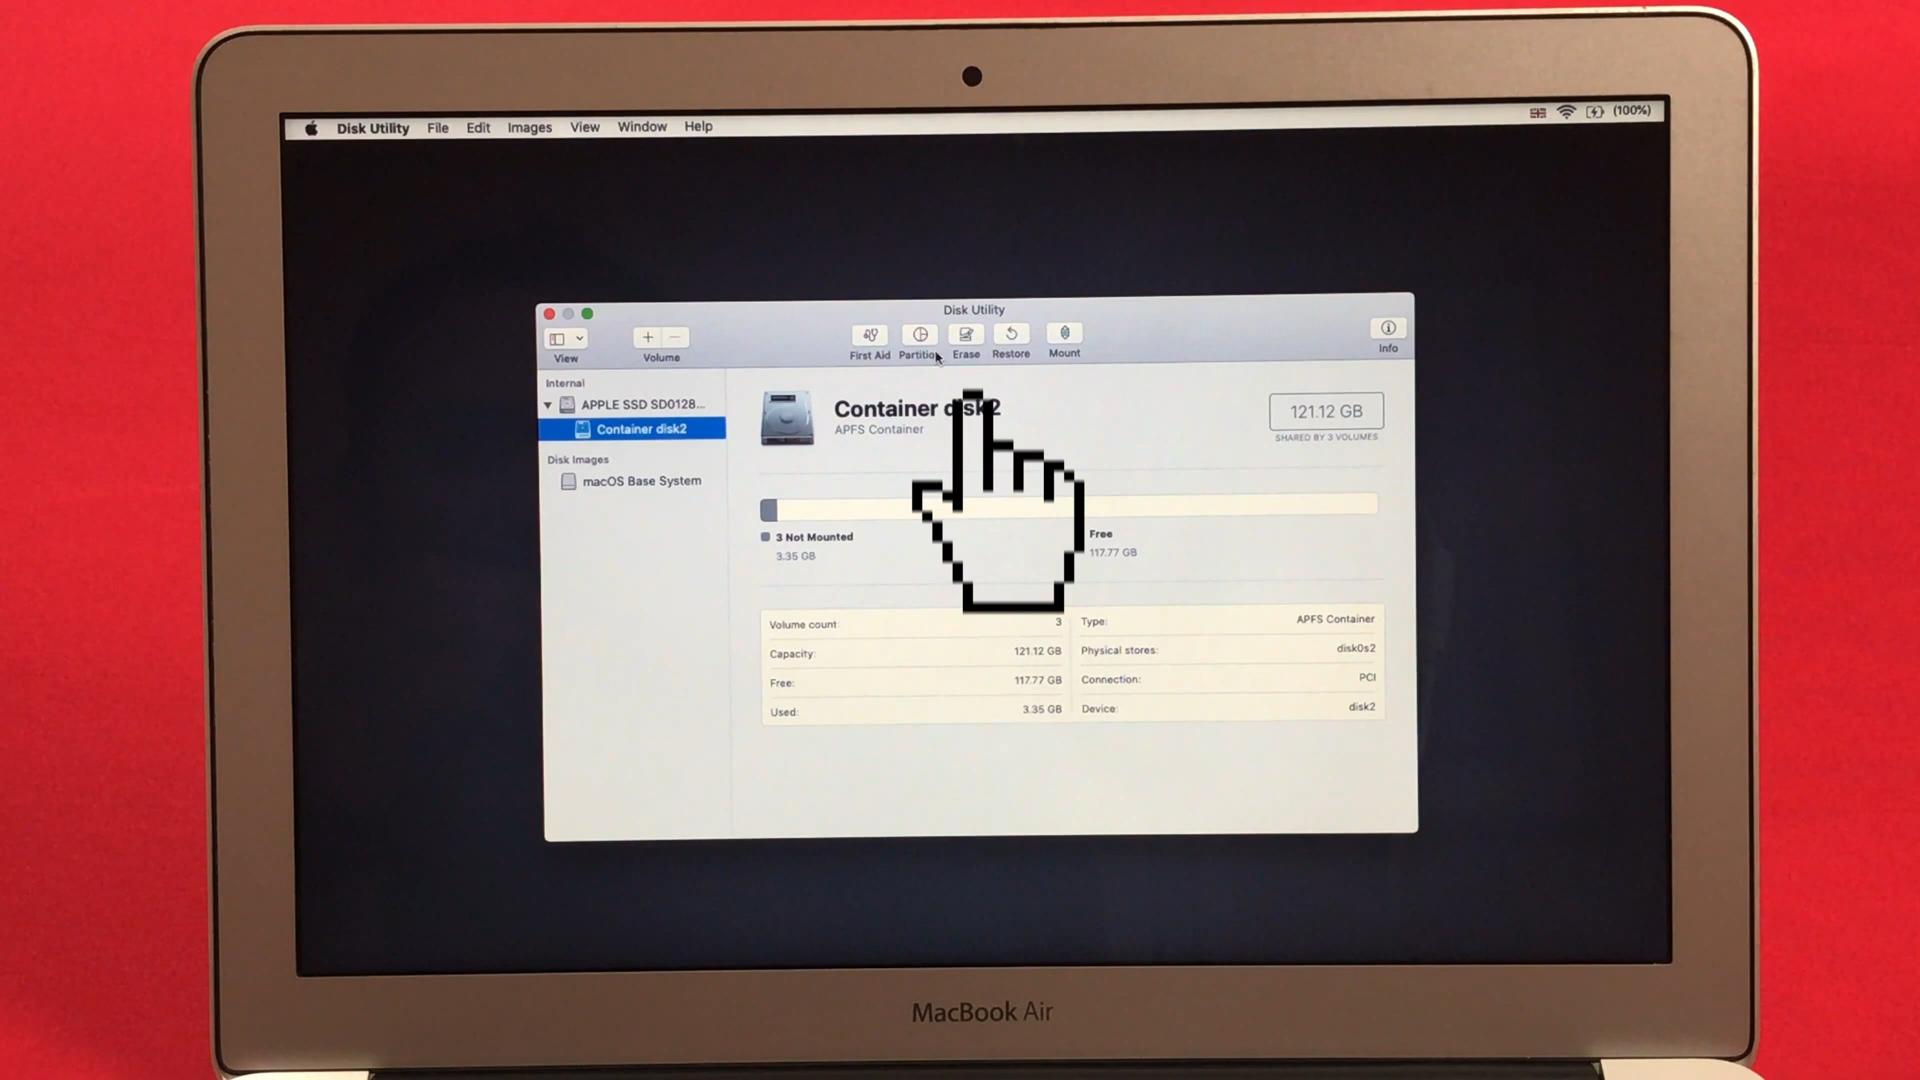 Disk Utility File Edit Images View Window Help (100%)
Disk Utility
View Volume First Aid Partition Erase Restore Mount Info
Internal
APPLE SSD SD0128...
Container disk2
Disk Images
macOS Base System
Container disk2
APFS Container
121.12 GB
SHARED BY 3 VOLUMES
3 Not Mounted
3.35 GB
Free
117.77 GB
Volume count: 3
Capacity: 121.12 GB
Free: 117.77 GB
Used: 3.35 GB
Type: APFS Container
Physical stores: disk0s2
Connection: PCI
Device: disk2
MacBook Air